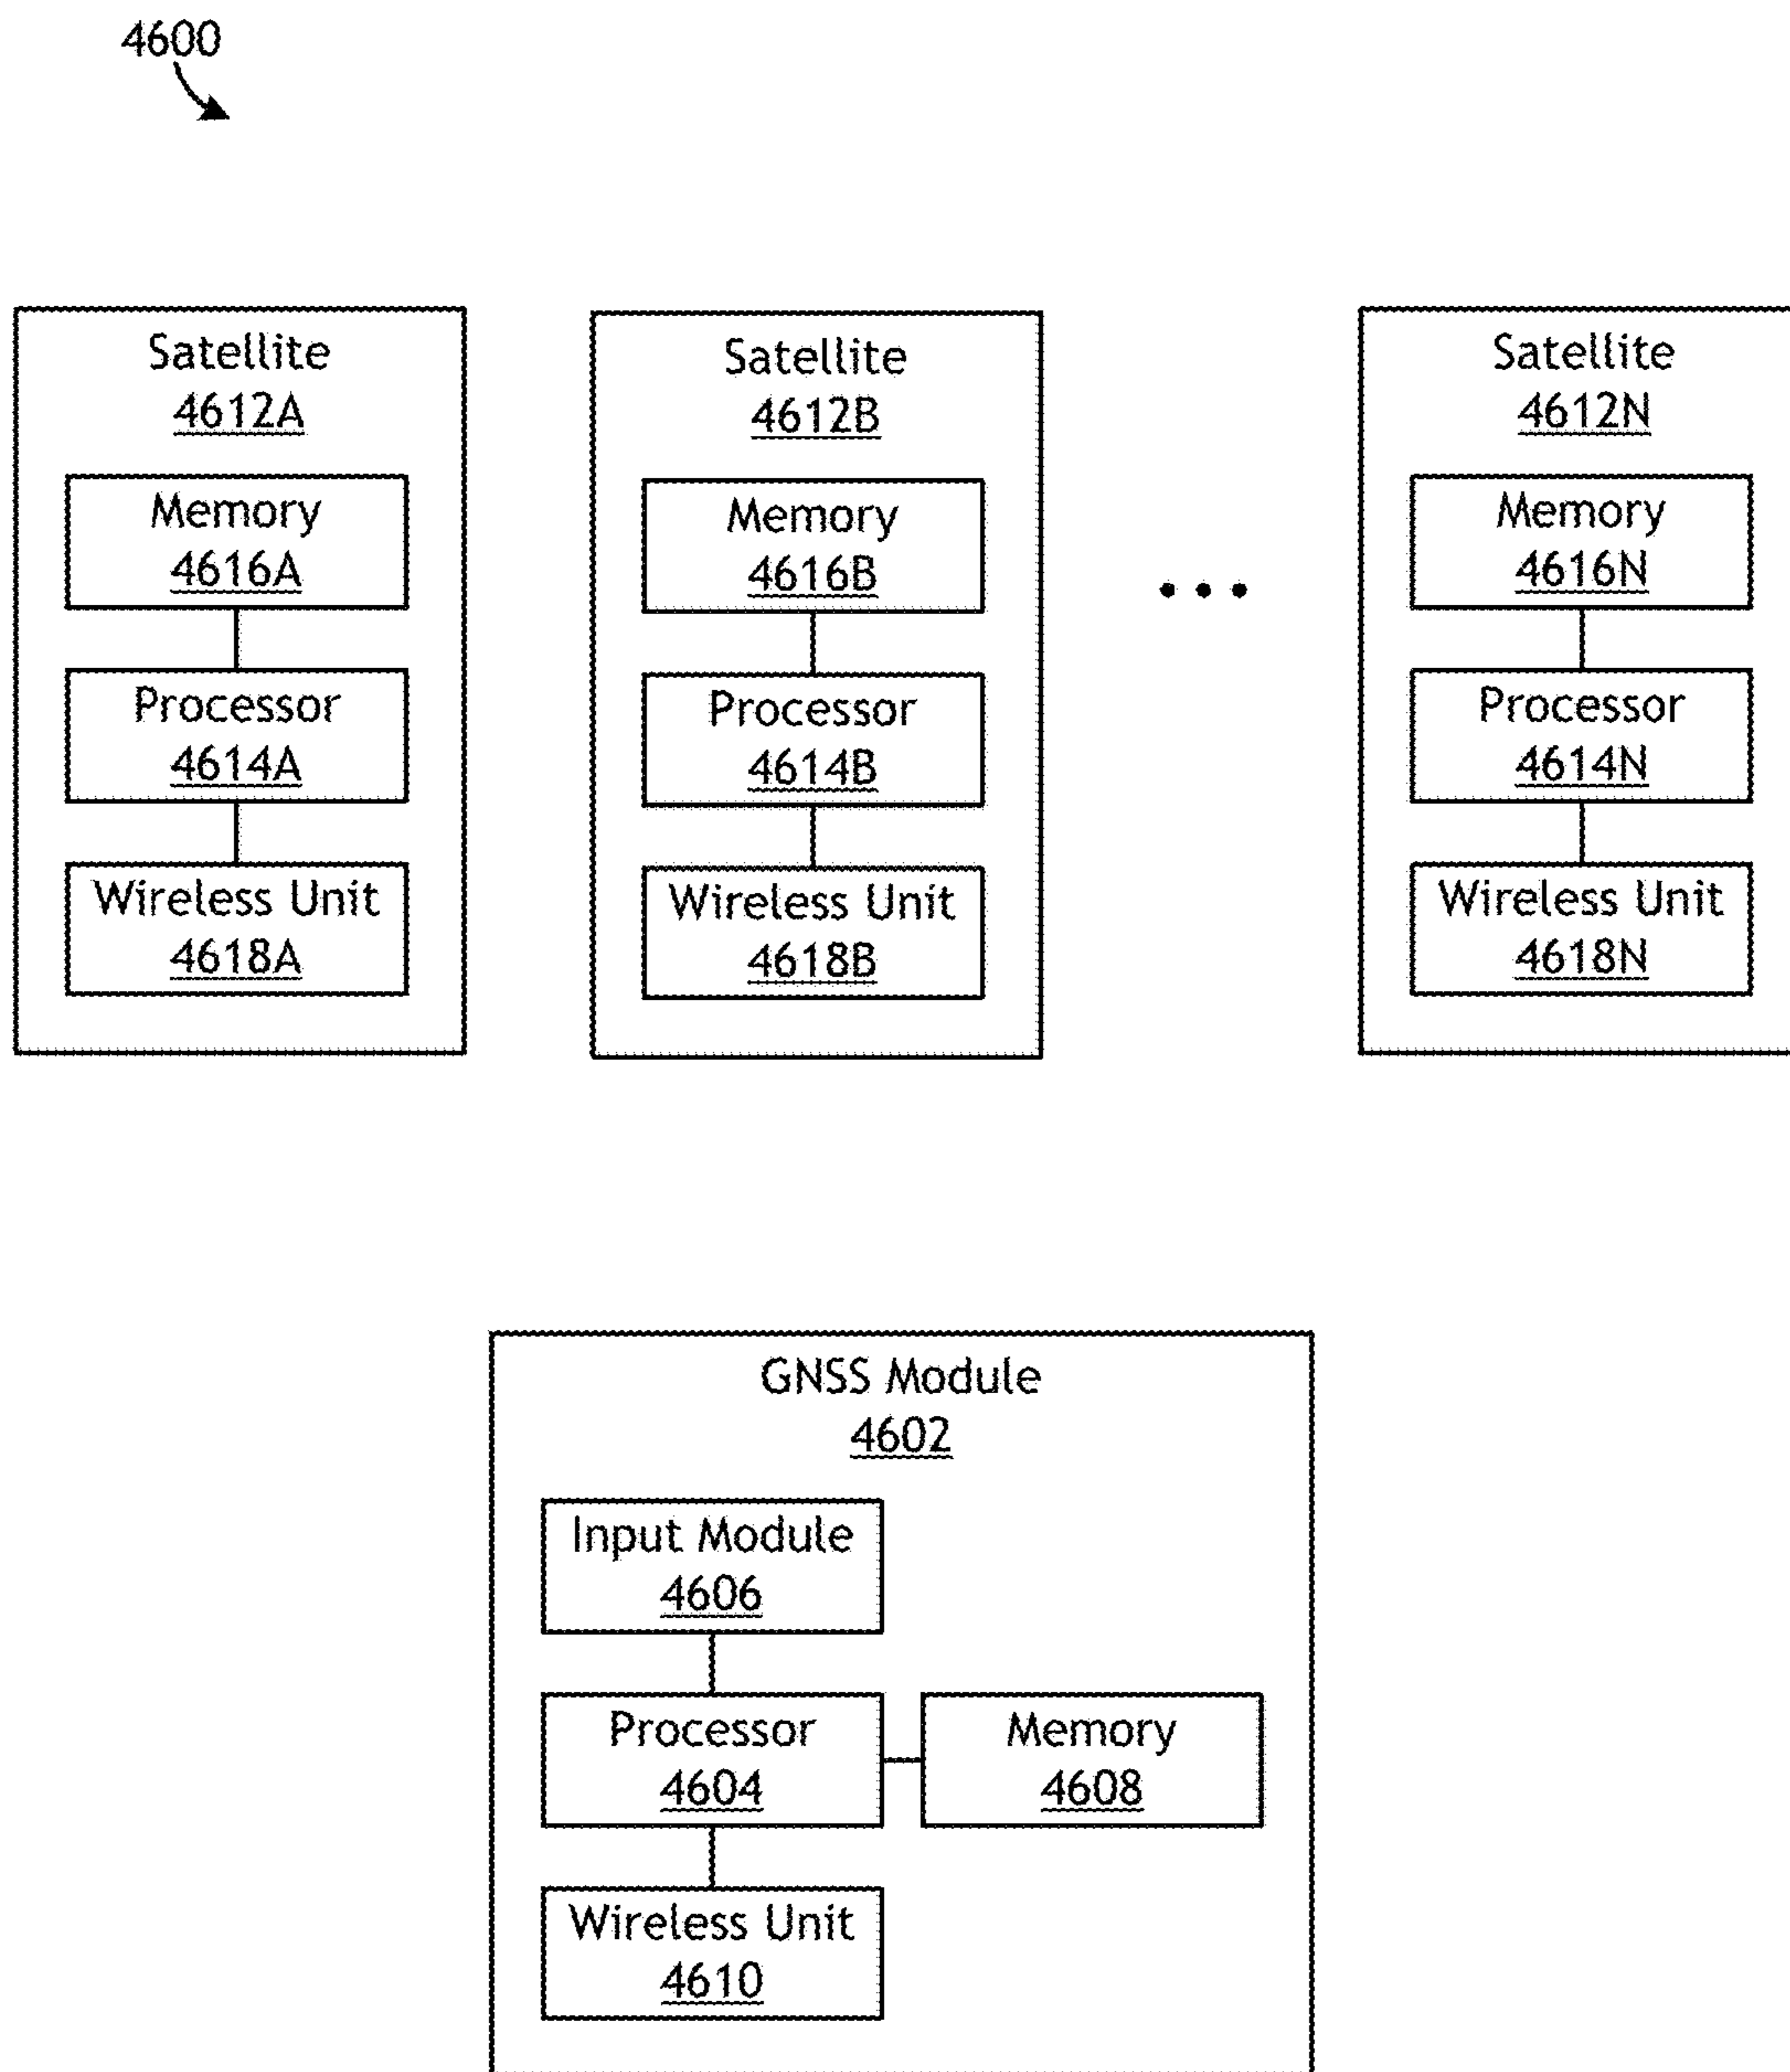 4600
Satellite
4612A
Memory
4616A
Processor
4614A
Wireless Unit
4618A
Satellite
4612B
Memory
4616B
Processor
4614B
Wireless Unit
4618B
...
Satellite
4612N
Memory
4616N
Processor
4614N
Wireless Unit
4618N
GNSS Module
4602
Input Module
4606
Processor
4604
Memory
4608
Wireless Unit
4610